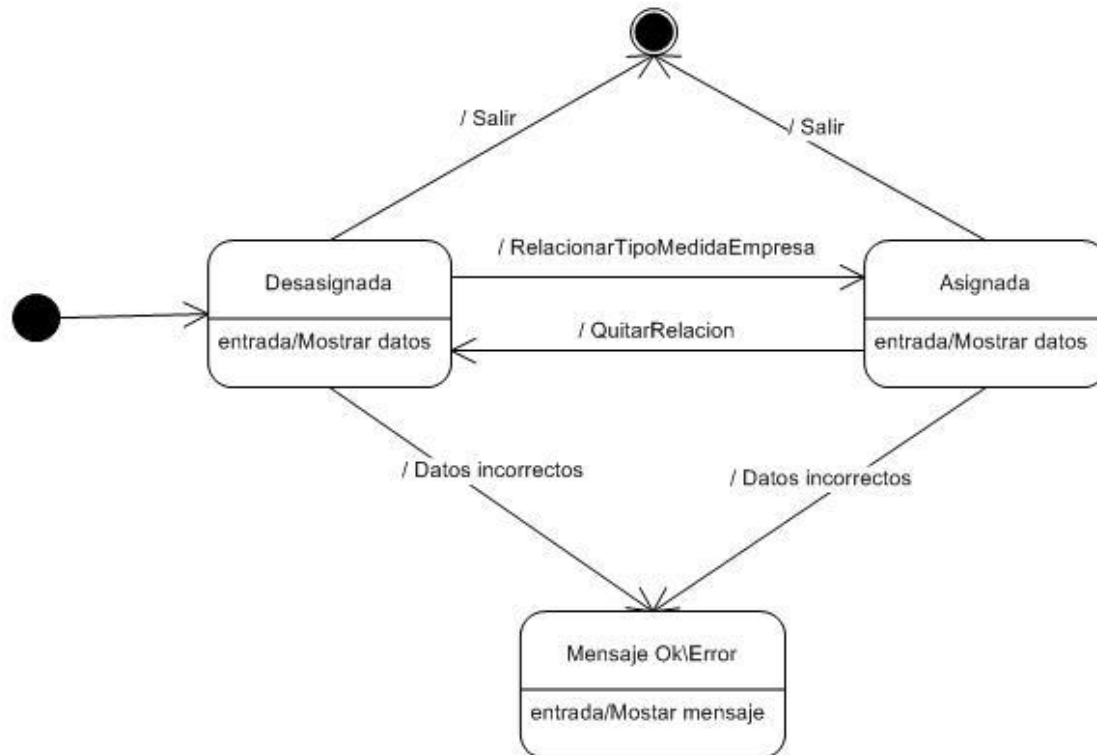 / Salir
/ Salir
/ RelacionarTipoMedidaEmpresa
Desasignada
Asignada
/ QuitarRelacion
entrada/Mostrar datos
entrada/Mostrar datos
/ Datos incorrectos
/ Datos incorrectos
Mensaje Ok\Error
entrada/Mostar mensaje